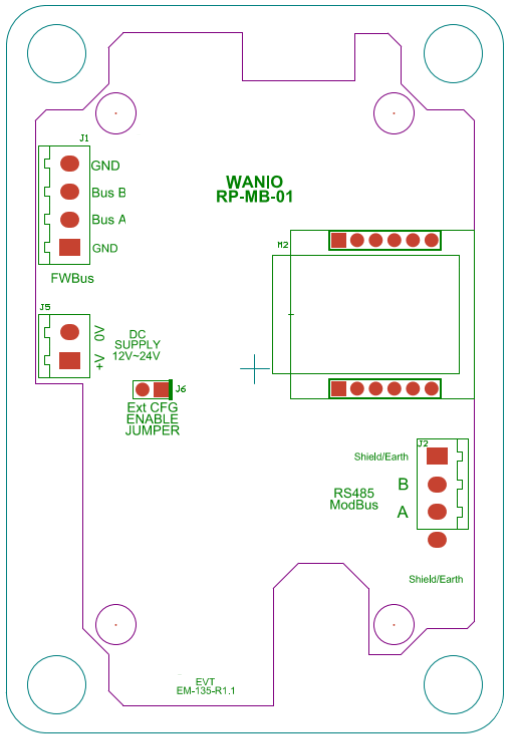 J1
GND
Bus B
Bus A
GND
FWBus
WANIO
RP-MB-01
M2
J5
0V
+V
DC
SUPPLY
12V~24V
J6
Ext CFG
ENABLE
JUMPER
J2
Shield/Earth
B
A
RS485
ModBus
Shield/Earth
EVT
EM-135-R1.1